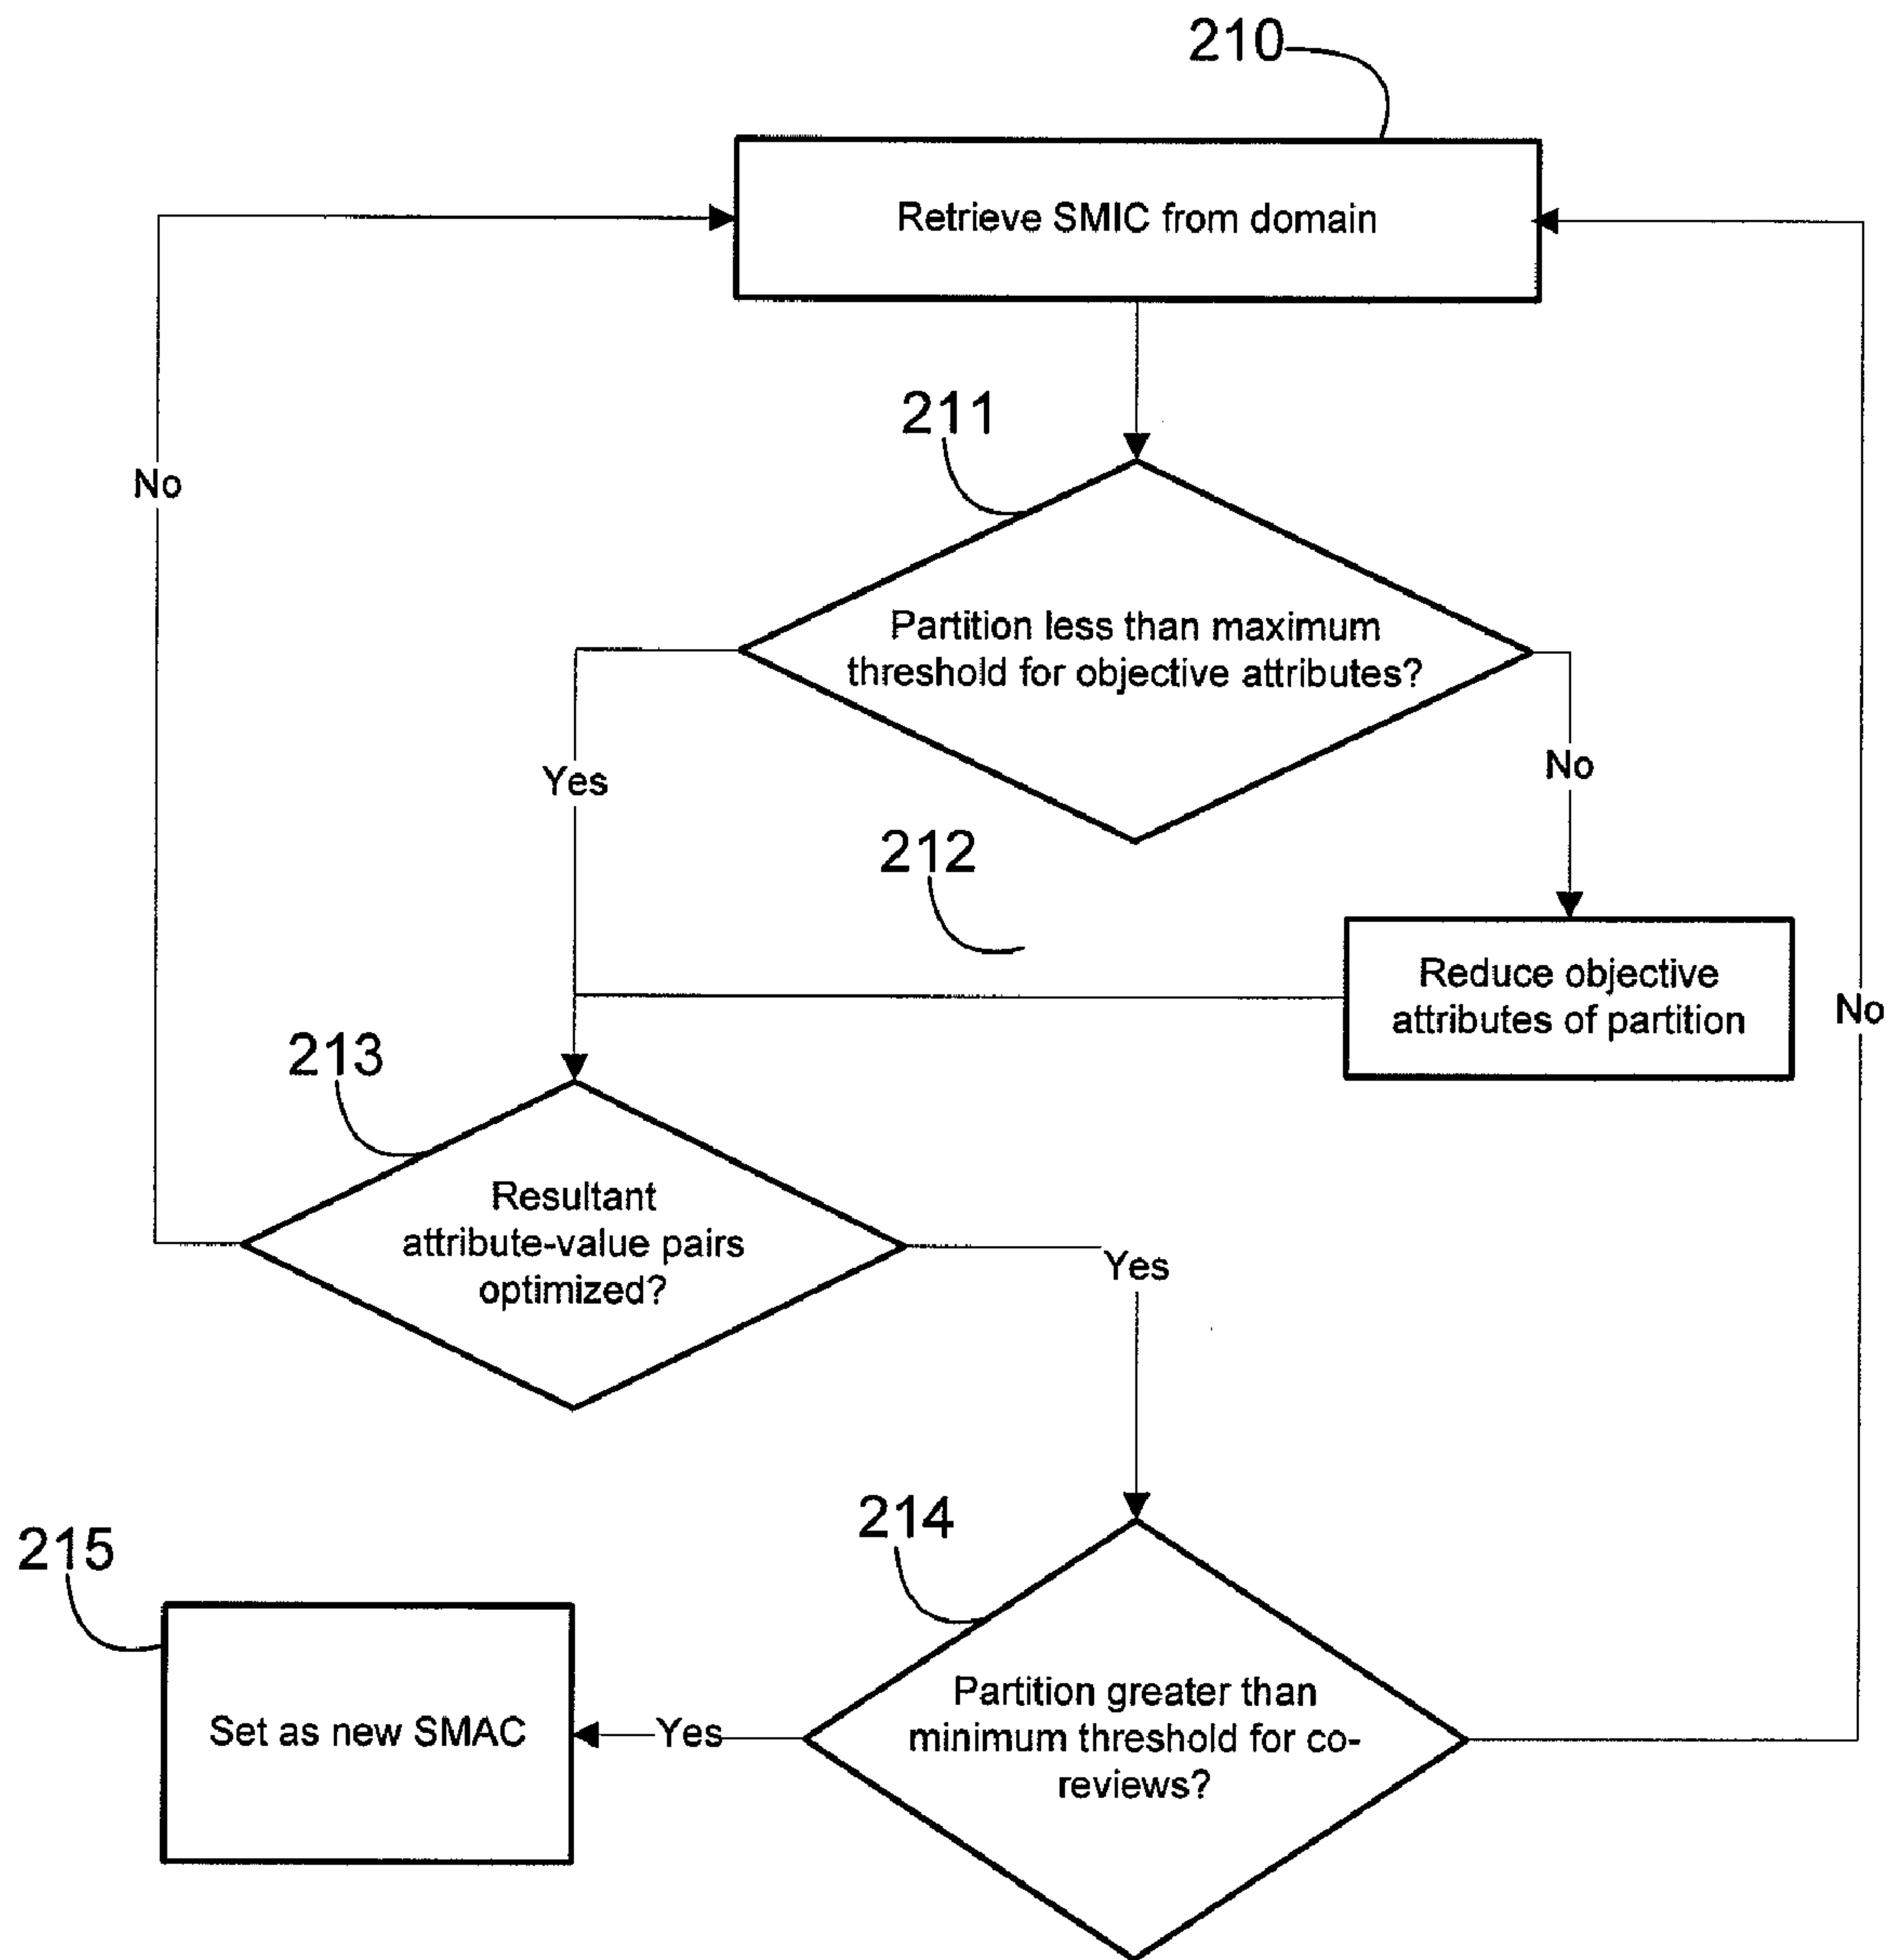 210
Retrieve SMIC from domain
211
No
Partition less than maximum
threshold for objective attributes?
Yes
No
212
Reduce objective
attributes of partition
No
213
Resultant
attribute-value pairs
optimized?
Yes
214
215
Partition greater than
minimum threshold for co-
reviews?
Set as new SMAC
Yes